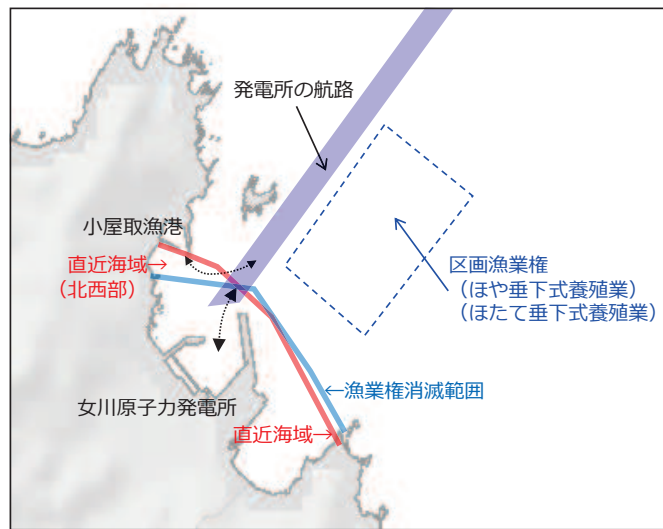 発電所の航路
小屋取漁港
直近海域→
（北西部）
区画漁業権
（ほや垂下式養殖業）
（ほたて垂下式養殖業）
女川原子力発電所
←漁業権消滅範囲
直近海域→